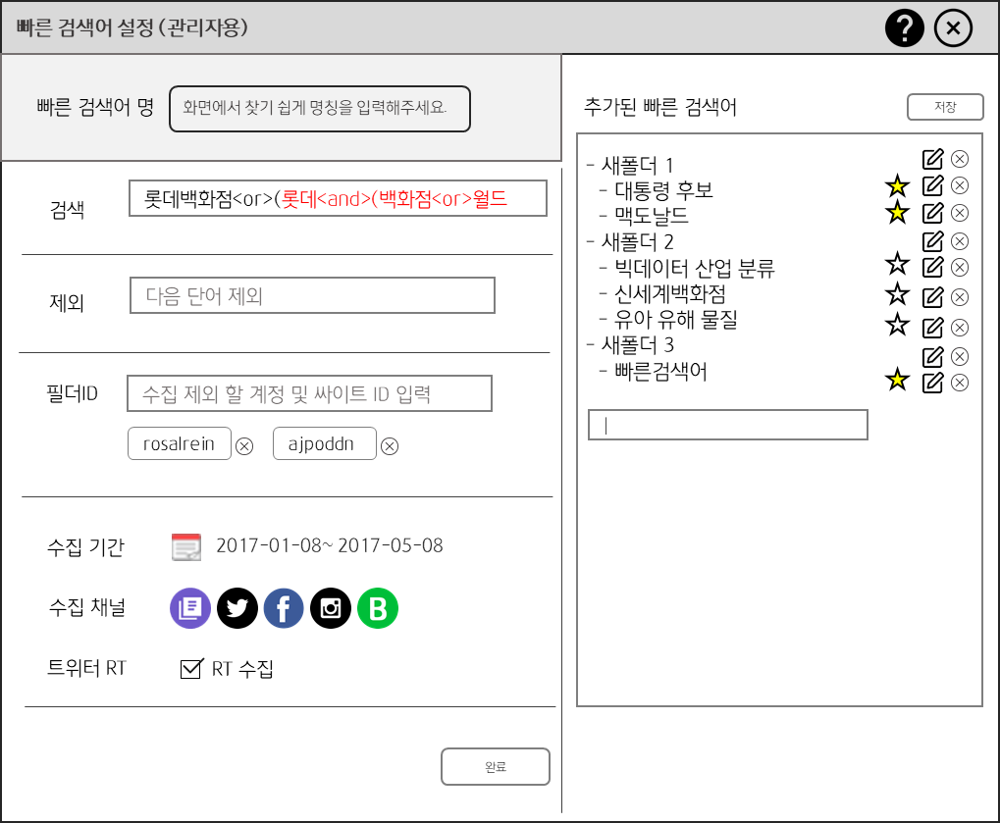 빠른 검색어 설정 (관리자용)
빠른 검색어 명
화면에서 찾기 쉽게 명칭을 입력해주세요.
검색
롯데백화점<or>(롯데<and>(백화점<or>월드
제외
다음 단어 제외
필더ID
수집 제외 할 계정 및 싸이트 ID 입력
rosalrein
ajpoddn
수집 기간
2017-01-08~ 2017-05-08
수집 채널
B
트위터 RT
RT 수집
완료
추가된 빠른 검색어
저장
- 새폴더 1
- 대통령 후보
- 맥도날드
- 새폴더 2
- 빅데이터 산업 분류
- 신세계백화점
- 유아 유해 물질
- 새폴더 3
- 빠른검색어